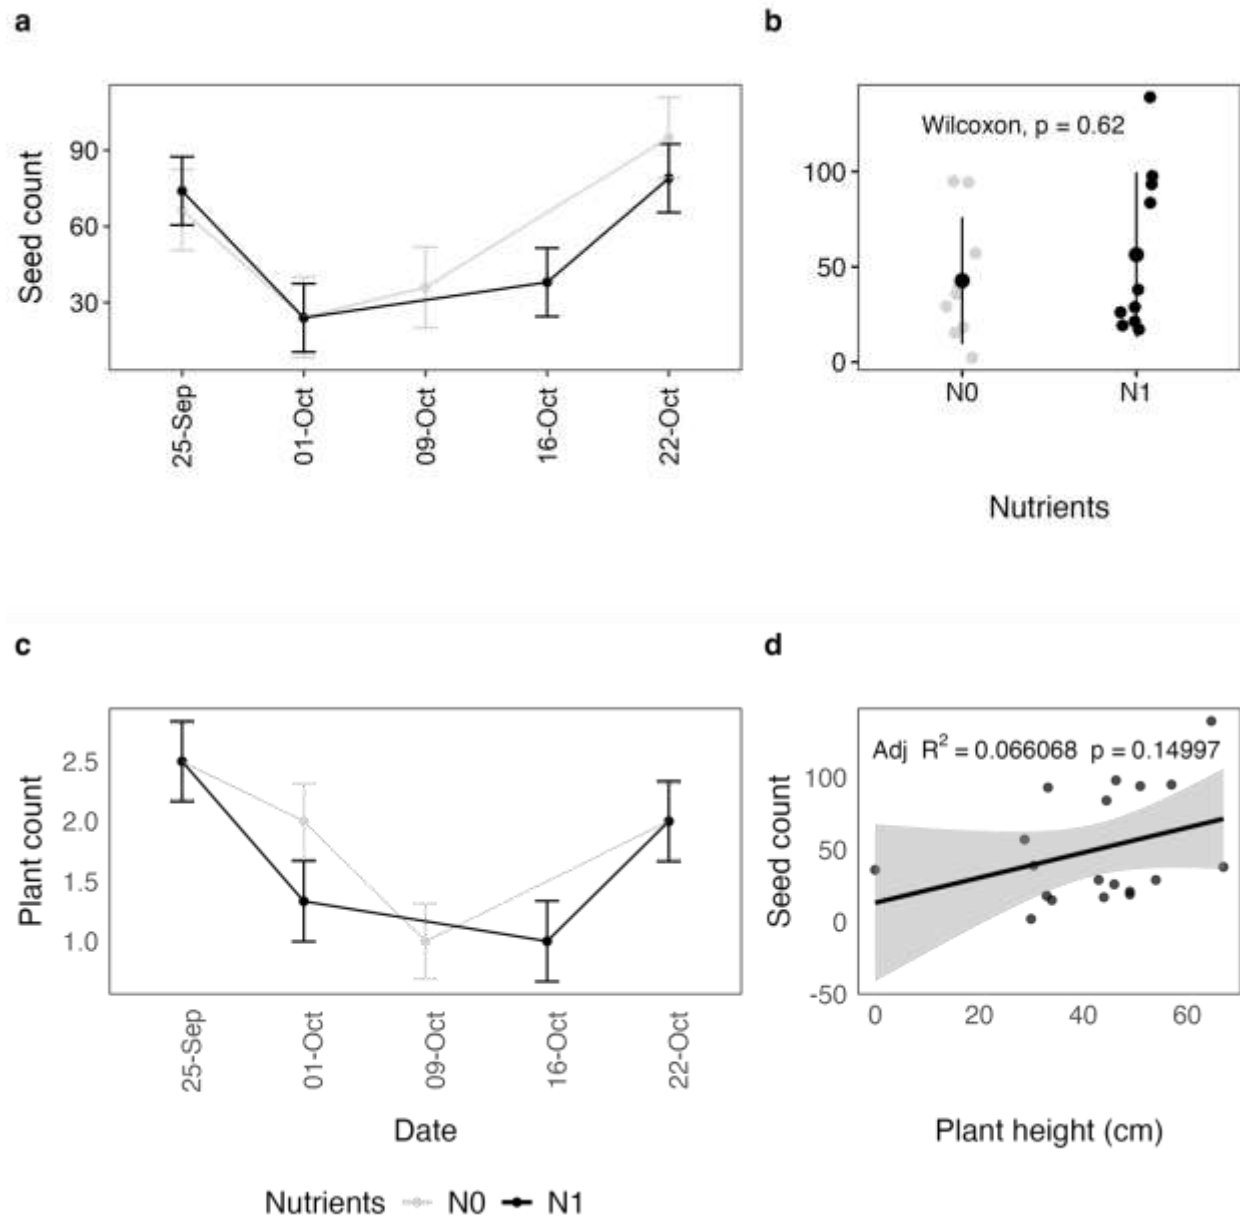 a
Seed count
90
60
30
25-Sep
01-Oct
09-Oct
16-Oct
22-Oct
b
Wilcoxon, p = 0.62
100
50
0
N0
N1
Nutrients
c
Plant count
2.5
2.0
1.5
1.0
25-Sep
01-Oct
09-Oct
16-Oct
22-Oct
Date
d
Adj R² = 0.066068 p = 0.14997
Seed count
100
50
0
-50
0
20
40
60
Plant height (cm)
Nutrients N0 N1